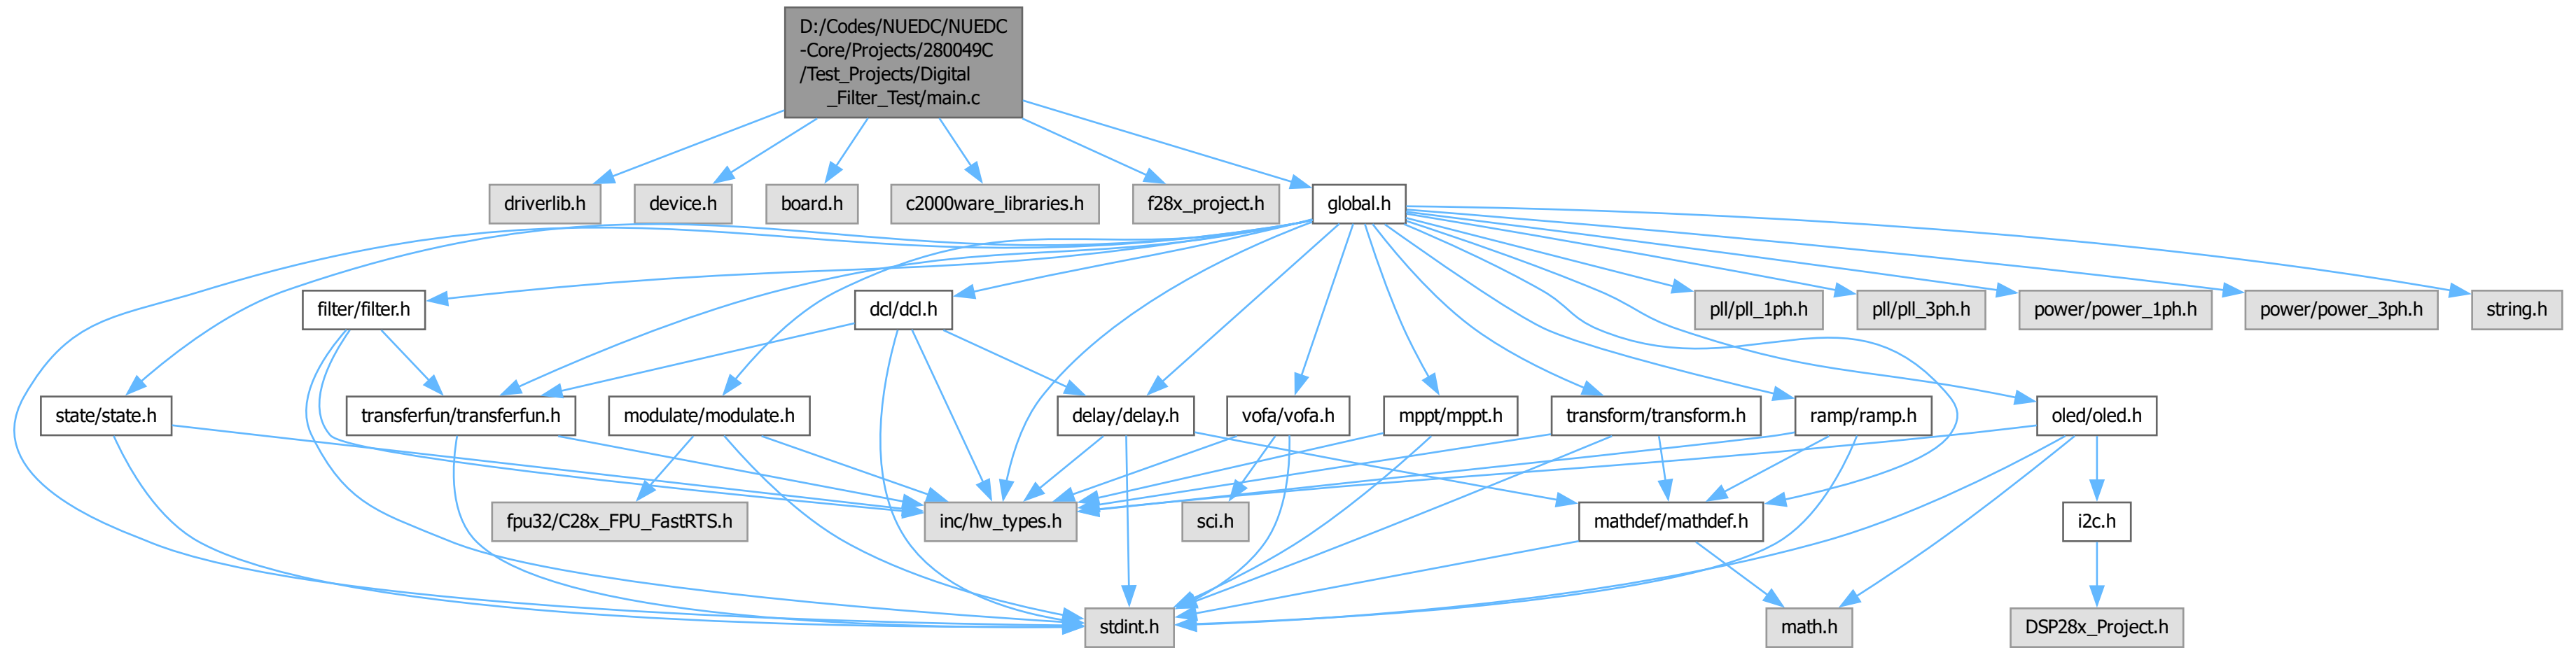 D:/Codes/NUEDC/NUEDC
-Core/Projects/280049C
/Test_Projects/Digital
_Filter_Test/main.c
driverlib.h
device.h
board.h
c2000ware_libraries.h
f28x_project.h
global.h
filter/filter.h
dcl/dcl.h
pll/pll_1ph.h
pll/pll_3ph.h
power/power_1ph.h
power/power_3ph.h
string.h
state/state.h
transferfun/transferfun.h
modulate/modulate.h
delay/delay.h
vofa/vofa.h
mppt/mppt.h
transform/transform.h
ramp/ramp.h
oled/oled.h
fpu32/C28x_FPU_FastRTS.h
inc/hw_types.h
sci.h
mathdef/mathdef.h
i2c.h
stdint.h
math.h
DSP28x_Project.h